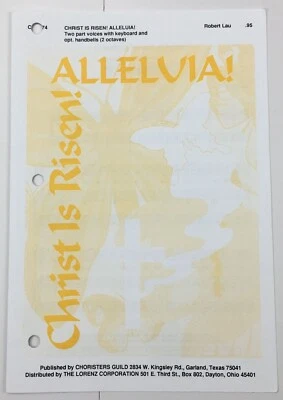 CHRIST IS RISEN! ALLELUIA! Robert Lau .95
Two part voices with keyboard and
opt. handbells (2 octaves)
ALLELUIA!
Christ Is Risen!
Published by CHORISTERS GUILD 2834 W. Kingsley Rd., Garland, Texas 75041
Distributed by THE LORENZ CORPORATION 501 E. Third St., Box 802, Dayton, Ohio 45401